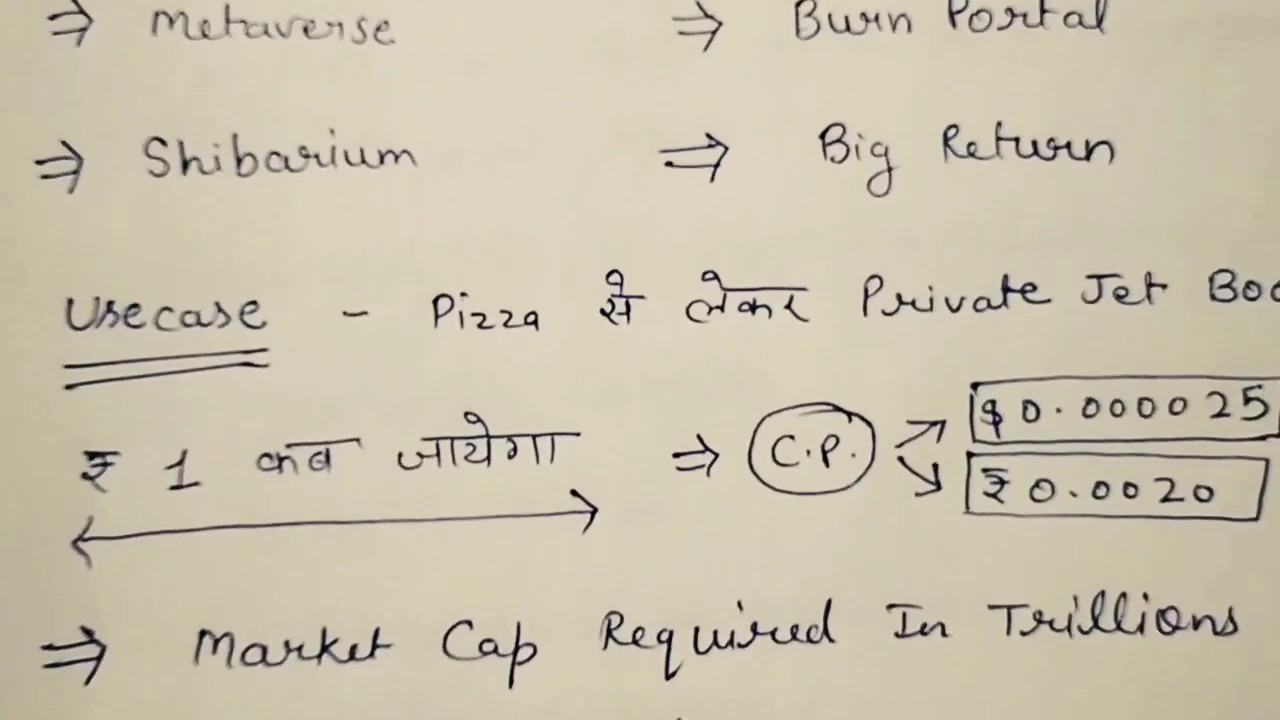 ⇒ Metaverse ⇒ Burn Portal
⇒ Shibarium ⇒ Big Return
Usecase - Pizza से लेकर Private Jet
₹ 1 कब जायेगा ⇒ C.P. $ 0.000025
₹ 0.0020
⇒ Market Cap Required In Trillions